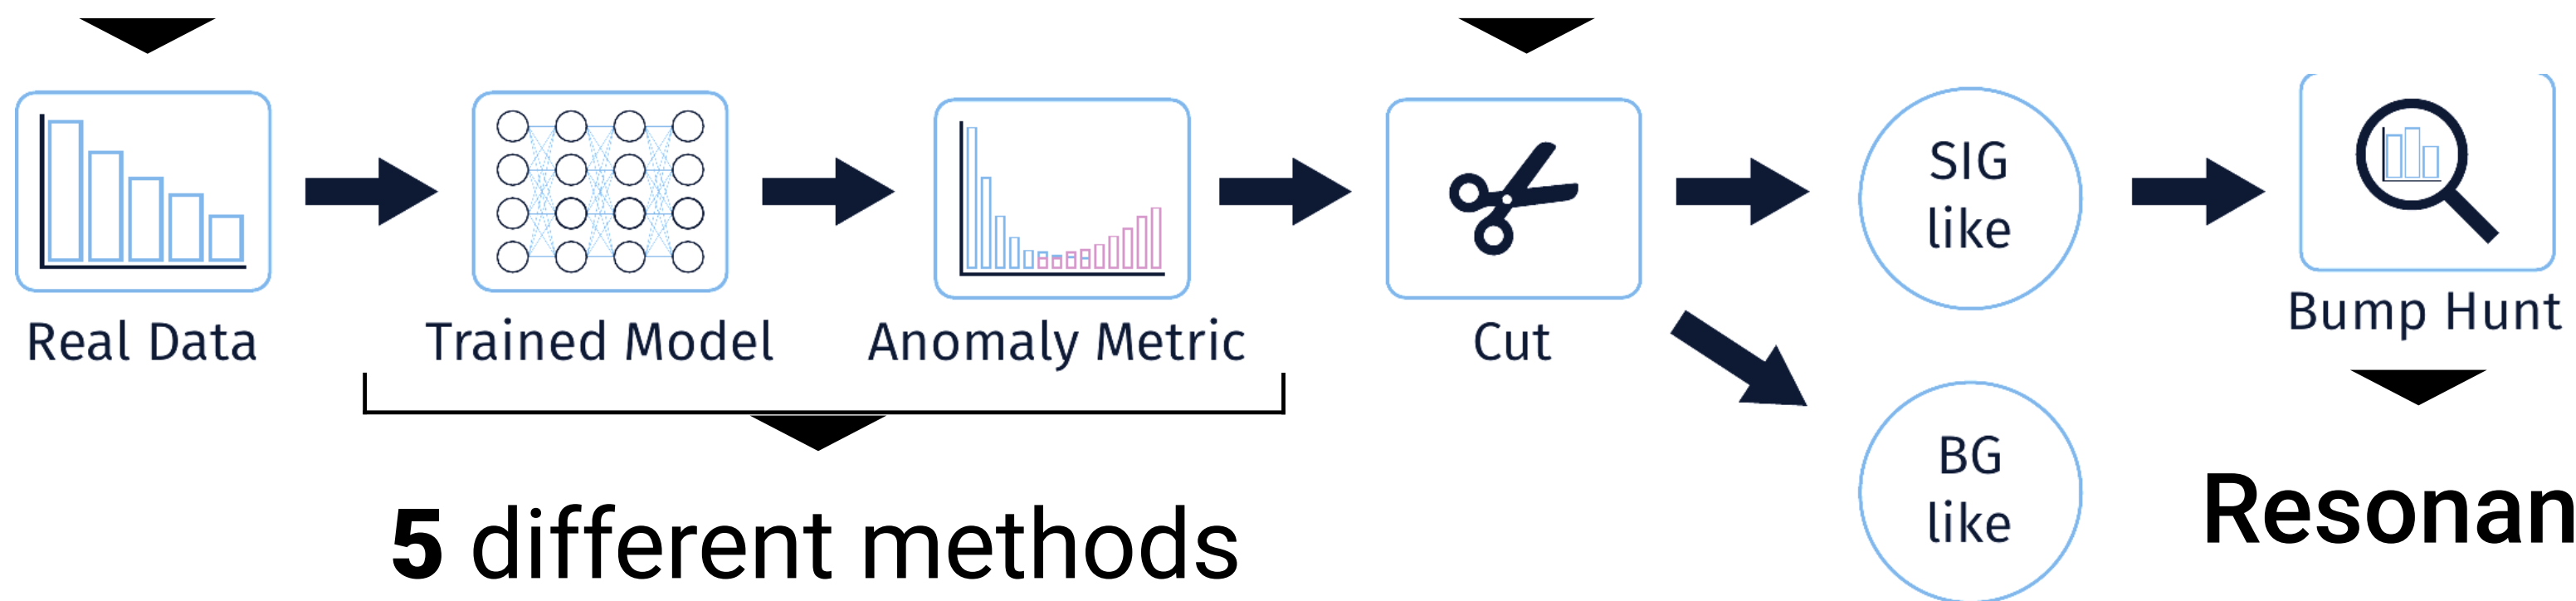 Real Data
Trained Model
Anomaly Metric
Cut
SIG
like
BG
like
Bump Hunt
5 different methods
Resonan